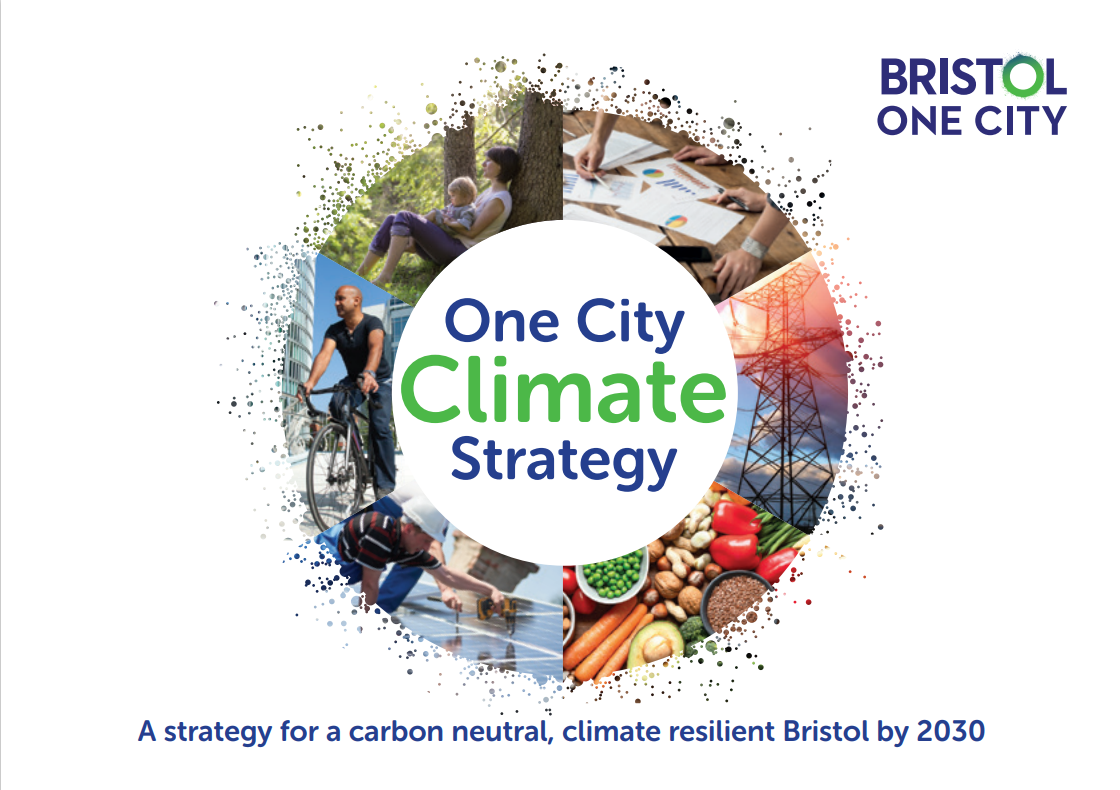 BRISTOL
ONE CITY
One City
Climate
Strategy
A strategy for a carbon neutral, climate resilient Bristol by 2030